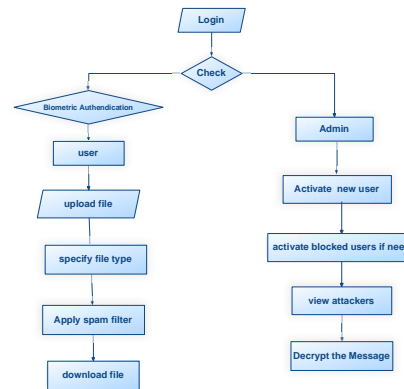 Login
Check
Biometric Authendication
Admin
user
Activate new user
upload file
specify file type
activate blocked users if nee
Apply spam filter
view attackers
download file
Decrypt the Message